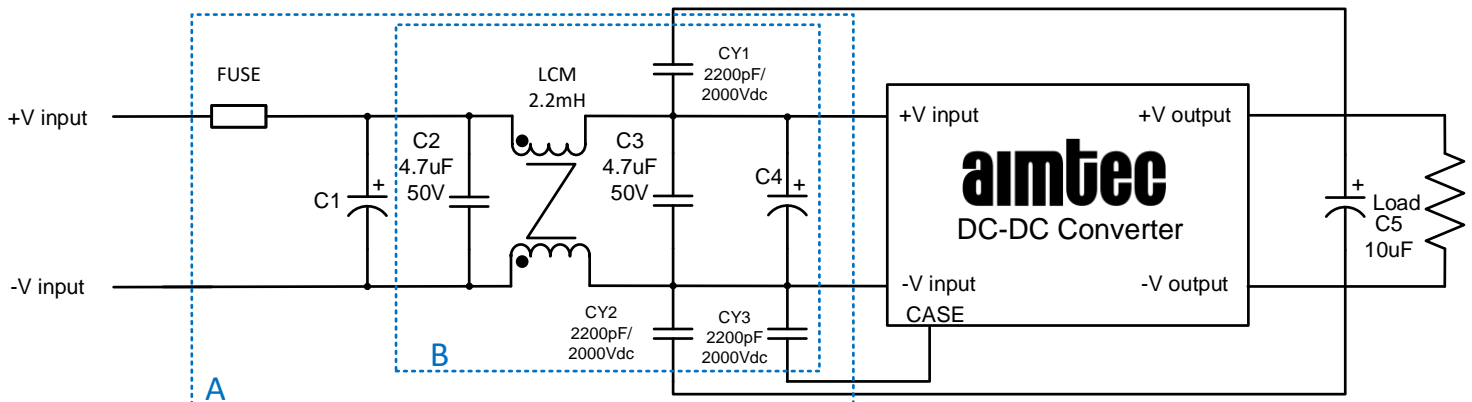 FUSE
+V input
-V input
C1
+
C2
4.7uF
50V
LCM
2.2mH
C3
4.7uF
50V
C4
+
CY1
2200pF/
2000Vdc
CY2
2200pF/
2000Vdc
CY3
2200pF
2000Vdc
B
A
+V input
+V output
aimtec
DC-DC Converter
-V input
-V output
CASE
+
Load
C5
10uF